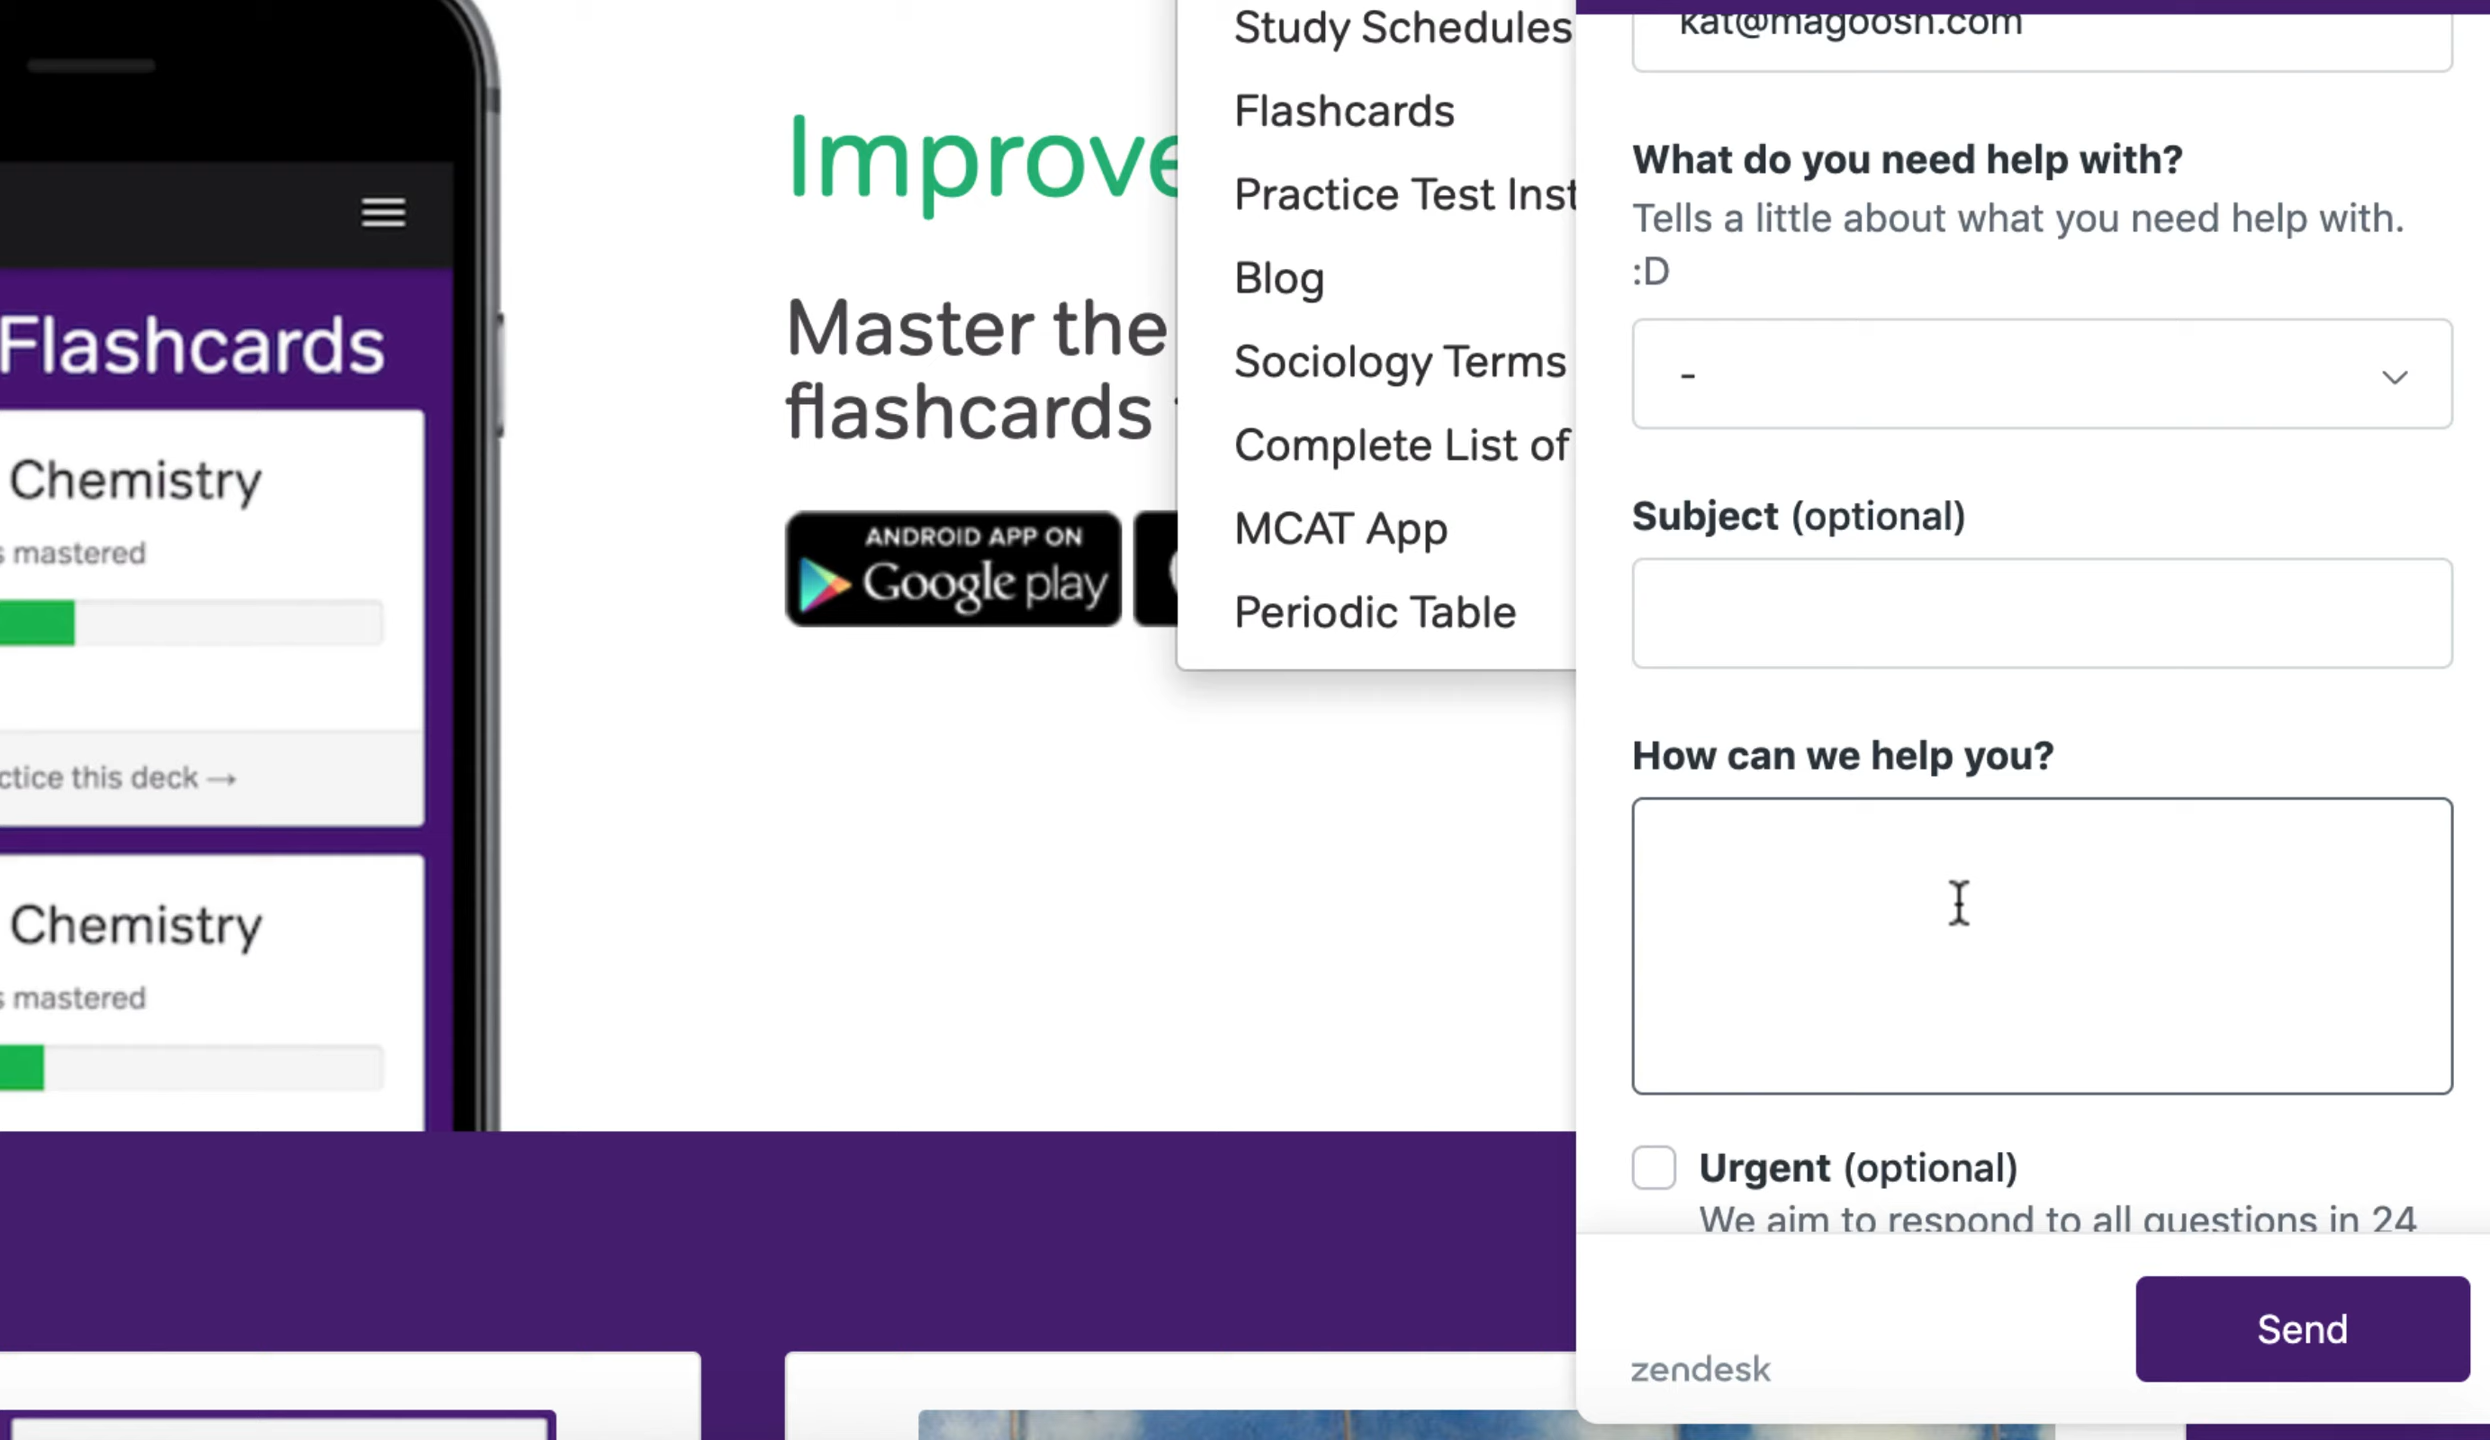 Flashcards
Chemistry
s mastered
ctice this deck →
Chemistry
s mastered
Improve
Master the
flashcards
ANDROID APP ON
Google play
Study Schedules
Flashcards
Practice Test Inst
Blog
Sociology Terms
Complete List of
MCAT App
Periodic Table
kat@magoosh.com
What do you need help with?
Tells a little about what you need help with.
:D
-
Subject (optional)
How can we help you?
Urgent (optional)
We aim to respond to all questions in 24
zendesk
Send